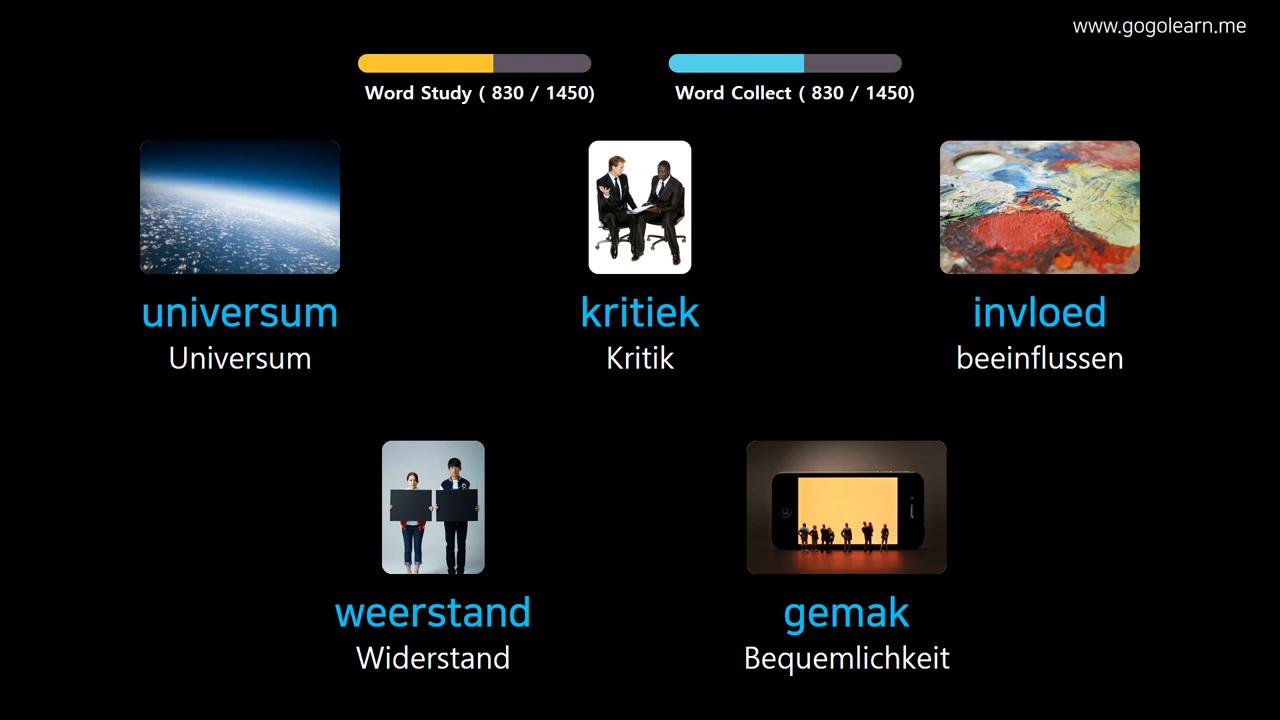 www.gogolearn.me
Word Study ( 830 / 1450)
Word Collect ( 830 / 1450)
universum
Universum
kritiek
Kritik
invloed
beeinflussen
weerstand
Widerstand
gemak
Bequemlichkeit